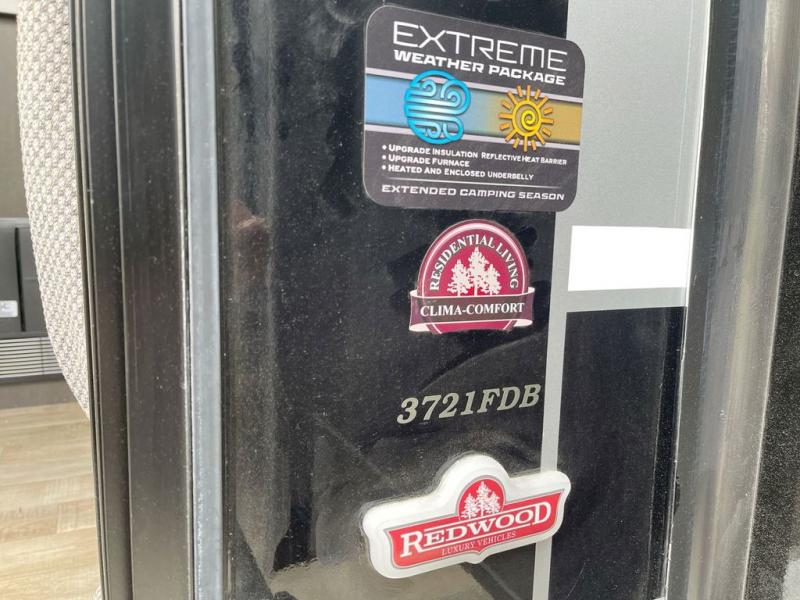 EXTREME
WEATHER PACKAGE
• UPGRADE INSULATION REFLECTIVE HEAT BARRIER
• UPGRADE FURNACE
• HEATED AND ENCLOSED UNDERBELLY
EXTENDED CAMPING SEASON
RESIDENTIAL LIVING
CLIMA-COMFORT
3721FDB
REDWOOD
LUXURY VEHICLES